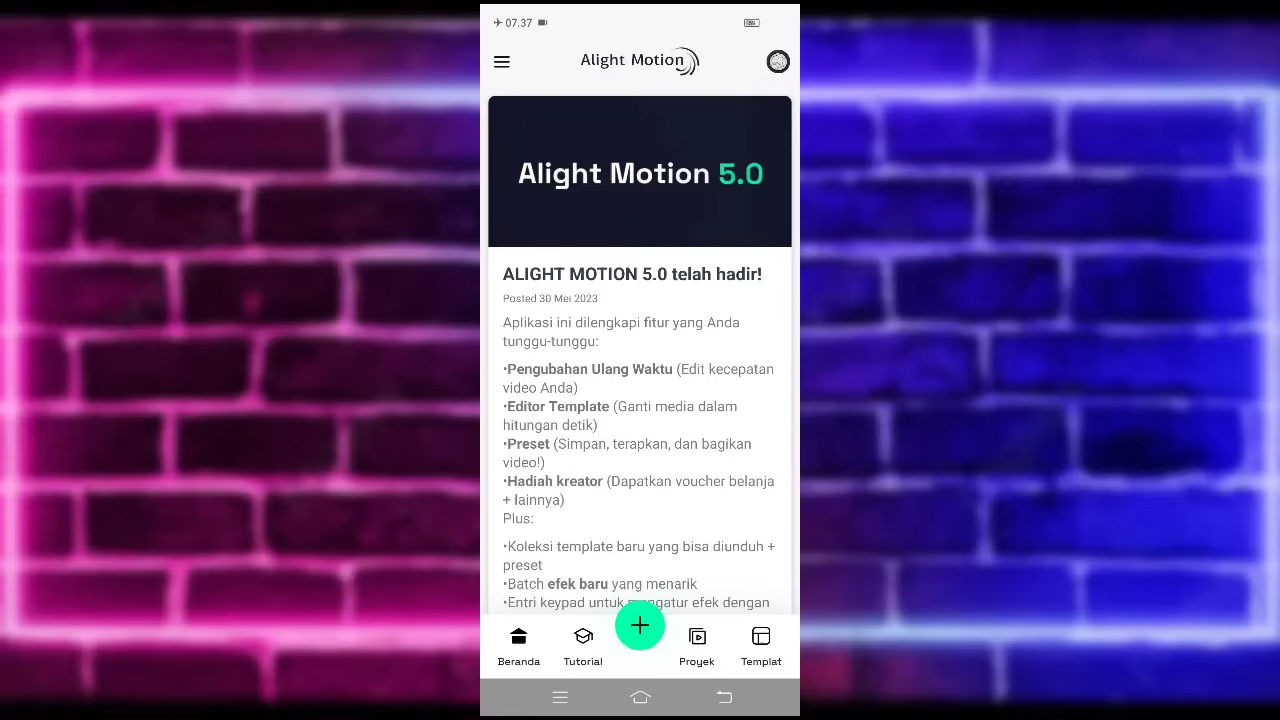 07.37
Alight Motion
Alight Motion 5.0
ALIGHT MOTION 5.0 telah hadir!
Posted 30 Mei 2023
Aplikasi ini dilengkapi fitur yang Anda
tunggu-tunggu:
•Pengubahan Ulang Waktu (Edit kecepatan
video Anda)
•Editor Template (Ganti media dalam
hitungan detik)
•Preset (Simpan, terapkan, dan bagikan
video!)
•Hadiah kreator (Dapatkan voucher belanja
+ lainnya)
Plus:
•Koleksi template baru yang bisa diunduh +
preset
•Batch efek baru yang menarik
•Entri keypad untuk mengatur efek dengan
Beranda
Tutorial
Proyek
Templat